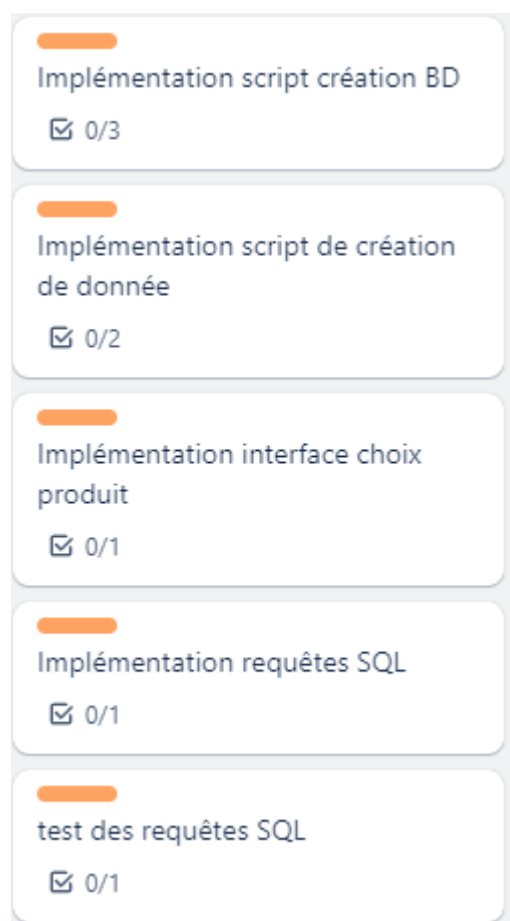 Implémentation script création BD
0/3
Implémentation script de création
de donnée
0/2
Implémentation interface choix
produit
0/1
Implémentation requêtes SQL
0/1
test des requêtes SQL
0/1